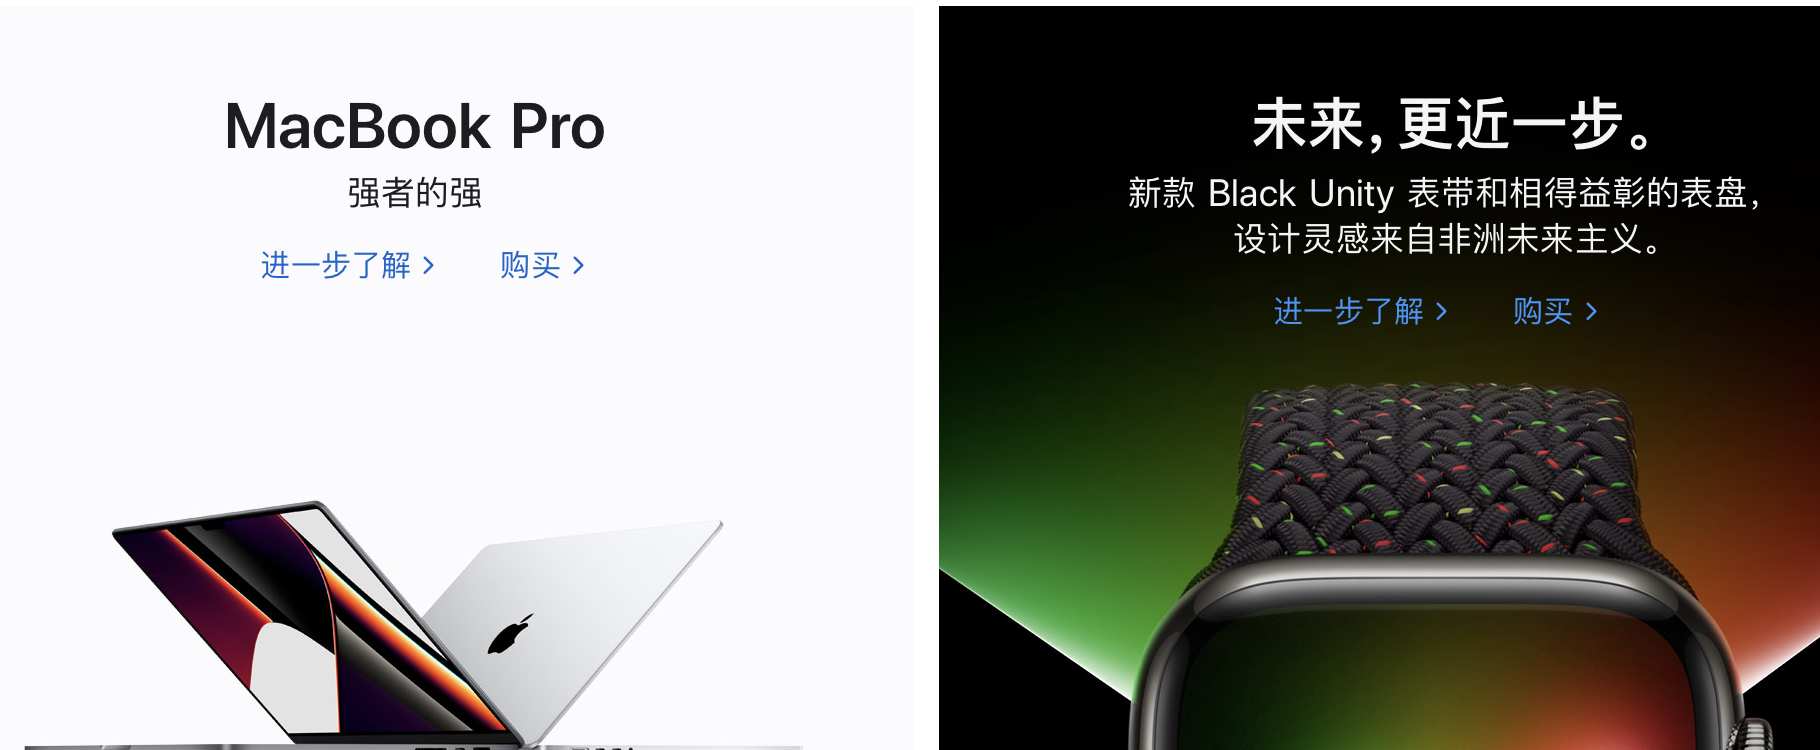 MacBook Pro
强者的强
进一步了解 >
购买 >
未来，更近一步。
新款 Black Unity 表带和相得益彰的表盘，
设计灵感来自非洲未来主义。
进一步了解 >
购买 >